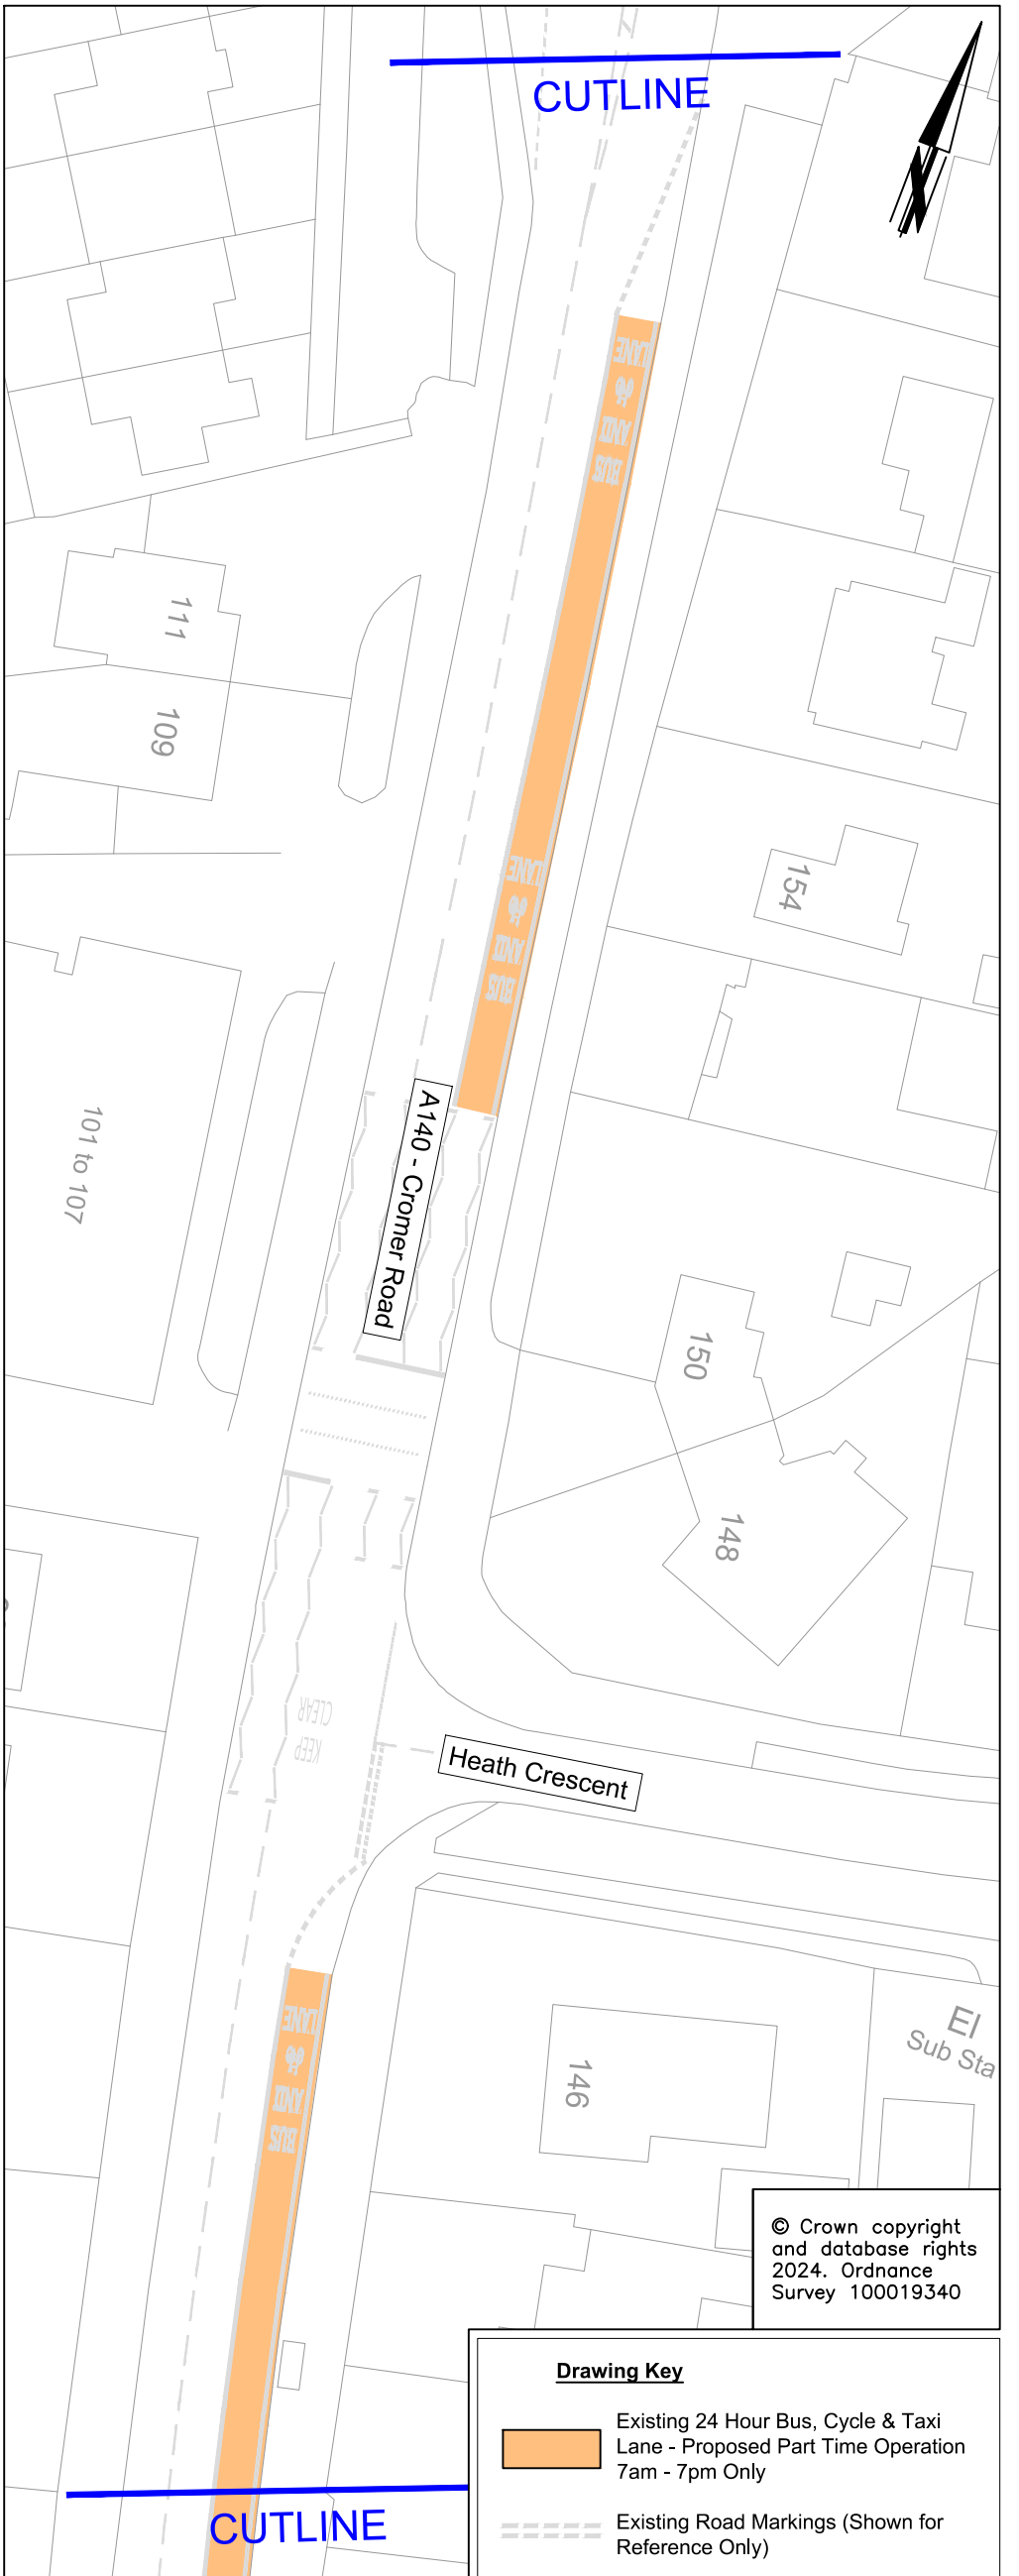 CUTLINE
N
LANE
AND
BUS
111
109
LANE
AND
BUS
154
101 to 107
A140 - Cromer Road
150
148
CLEAR
KEEP
Heath Crescent
LANE
AND
BUS
146
El
Sub Sta
© Crown copyright
and database rights
2024. Ordnance
Survey 100019340
Drawing Key
Existing 24 Hour Bus, Cycle & Taxi
Lane - Proposed Part Time Operation
7am - 7pm Only
Existing Road Markings (Shown for
Reference Only)
CUTLINE